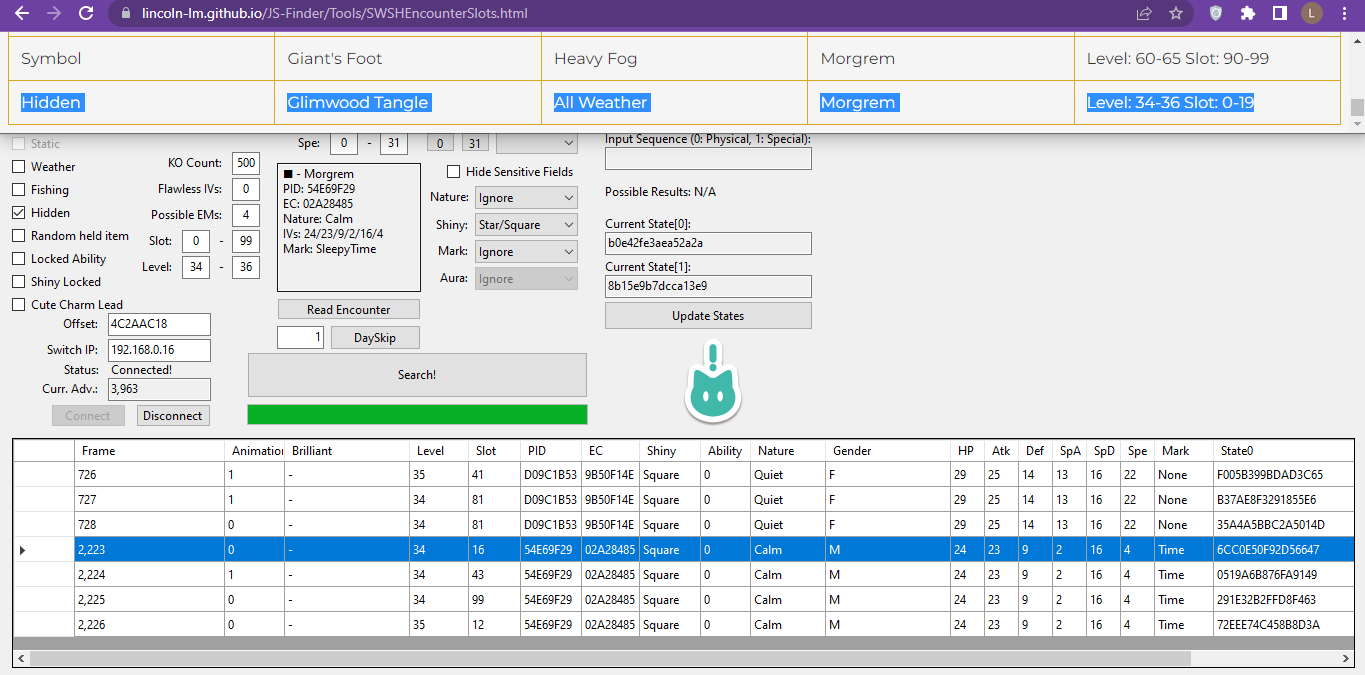 lincoln-lm.github.io/JS-Finder/Tools/SWSHEncounterSlots.html
L
Symbol Giant's Foot Heavy Fog Morgrem Level: 60-65 Slot: 90-99
Hidden Glimwood Tangle All Weather Morgrem Level: 34-36 Slot: 0-19
Static
Weather
Fishing
Hidden
Random held item
Locked Ability
Shiny Locked
Cute Charm Lead
KO Count: 500
Flawless IVs: 0
Possible EMs: 4
Slot: 0 - 99
Level: 34 - 36
Offset: 4C2AAC18
Switch IP: 192.168.0.16
Status: Connected!
Curr. Adv.: 3,963
Connect Disconnect
Spe: 0 - 31 0 31
■ - Morgrem
PID: 54E69F29
EC: 02A28485
Nature: Calm
IVs: 24/23/9/2/16/4
Mark: SleepyTime
Read Encounter
1 DaySkip
Search!
Hide Sensitive Fields
Nature: Ignore
Shiny: Star/Square
Mark: Ignore
Aura: Ignore
Input Sequence (0: Physical, 1: Special):
Possible Results: N/A
Current State[0]:
b0e42fe3aea52a2a
Current State[1]:
8b15e9b7dcca13e9
Update States
Frame Animation Brilliant Level Slot PID EC Shiny Ability Nature Gender HP Atk Def SpA SpD Spe Mark State0
726 1 - 35 41 D09C1B53 9B50F14E Square 0 Quiet F 29 25 14 13 16 22 None F005B399BDAD3C65
727 1 - 34 81 D09C1B53 9B50F14E Square 0 Quiet F 29 25 14 13 16 22 None B37AE8F3291855E6
728 0 - 34 81 D09C1B53 9B50F14E Square 0 Quiet F 29 25 14 13 16 22 None 35A4A5BBC2A5014D
2,223 0 - 34 16 54E69F29 02A28485 Square 0 Calm M 24 23 9 2 16 4 Time 6CC0E50F92D56647
2,224 1 - 34 43 54E69F29 02A28485 Square 0 Calm M 24 23 9 2 16 4 Time 0519A6B876FA9149
2,225 0 - 34 99 54E69F29 02A28485 Square 0 Calm M 24 23 9 2 16 4 Time 291E32B2FFD8F463
2,226 0 - 35 12 54E69F29 02A28485 Square 0 Calm M 24 23 9 2 16 4 Time 72EEE74C458B8D3A